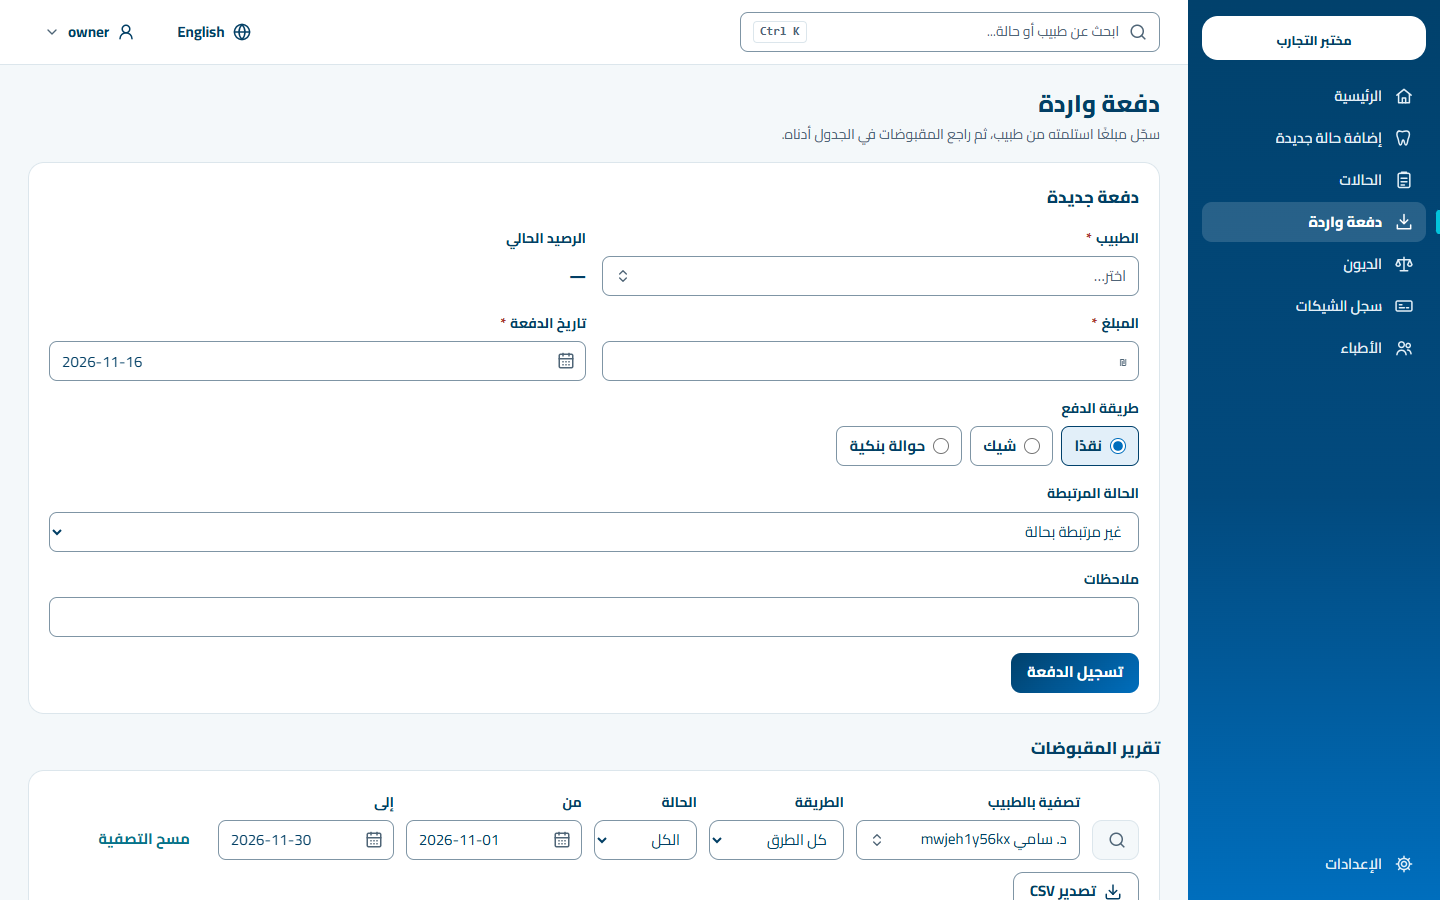 مختبر التجارب
الرئيسية
إضافة حالة جديدة
الحالات
دفعة واردة
الديون
سجل الشيكات
الأطباء
الإعدادات
ابحث عن طبيب أو حالة...
Ctrl K
English
owner
دفعة واردة
سجّل مبلغًا استلمته من طبيب، ثم راجع المقبوضات في الجدول أدناه.
دفعة جديدة
الطبيب *
الرصيد الحالي
اختر...
—
المبلغ *
تاريخ الدفعة *
₪
2026-11-16
طريقة الدفع
نقدًا
شيك
حوالة بنكية
الحالة المرتبطة
غير مرتبطة بحالة
ملاحظات
تسجيل الدفعة
تقرير المقبوضات
تصفية بالطبيب
الطريقة
الحالة
من
إلى
د. سامي mwjeh1y56kx
كل الطرق
الكل
2026-11-01
2026-11-30
مسح التصفية
تصدير CSV